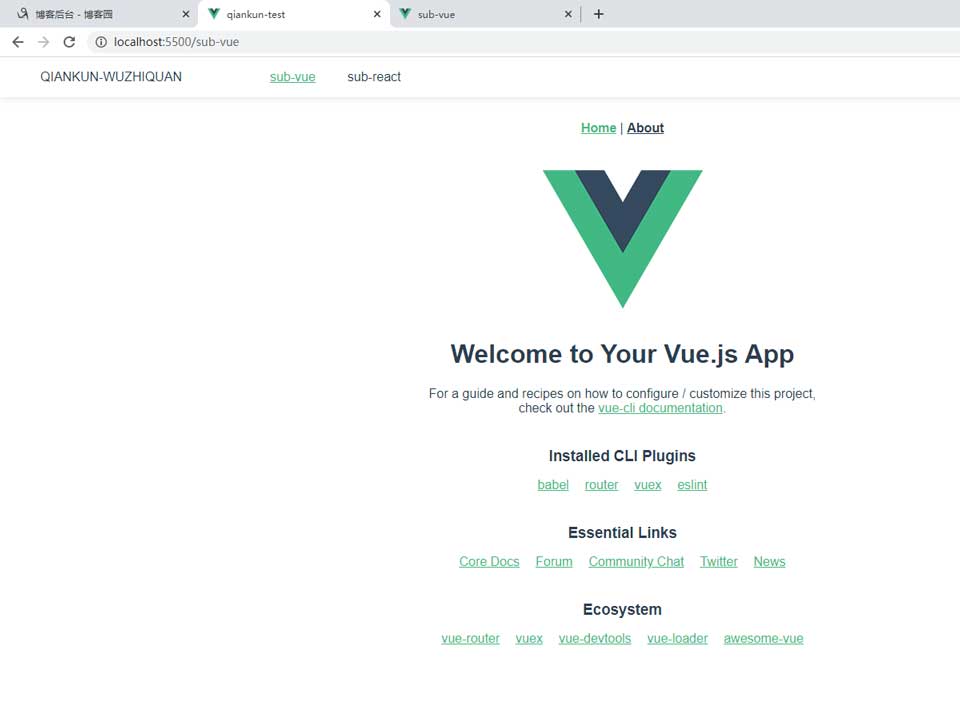 博客后台 - 博客园
qiankun-test
sub-vue
localhost:5500/sub-vue
QIANKUN-WUZHIQUAN sub-vue sub-react
Home | About
Welcome to Your Vue.js App
For a guide and recipes on how to configure / customize this project,
check out the vue-cli documentation.
Installed CLI Plugins
babel router vuex eslint
Essential Links
Core Docs Forum Community Chat Twitter News
Ecosystem
vue-router vuex vue-devtools vue-loader awesome-vue